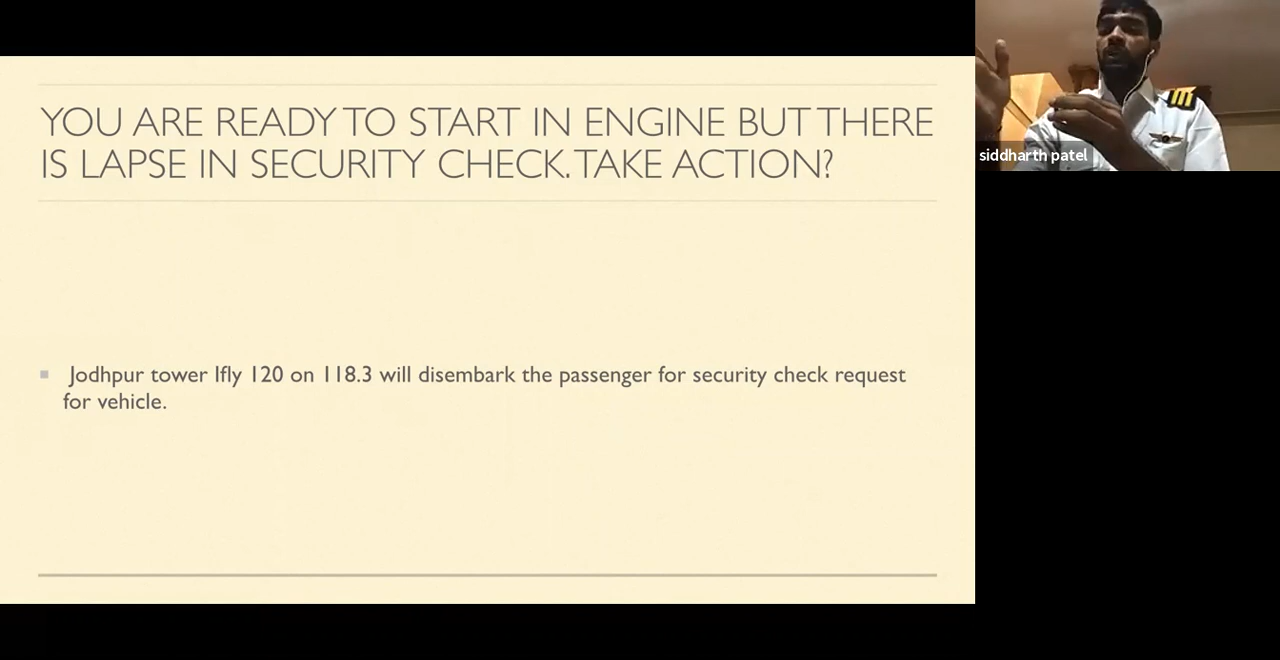 YOU ARE READY TO START IN ENGINE BUT THERE
IS LAPSE IN SECURITY CHECK. TAKE ACTION?
Jodhpur tower Ifly 120 on 118.3 will disembark the passenger for security check request
for vehicle.
siddharth patel